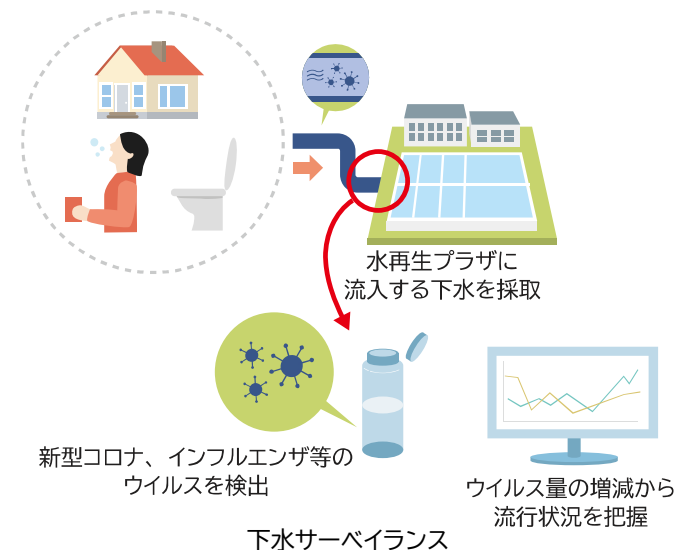 水再生プラザに
流入する下水を採取
新型コロナ、インフルエンザ等の
ウイルスを検出
ウイルス量の増減から
流行状況を把握
下水サーベイランス